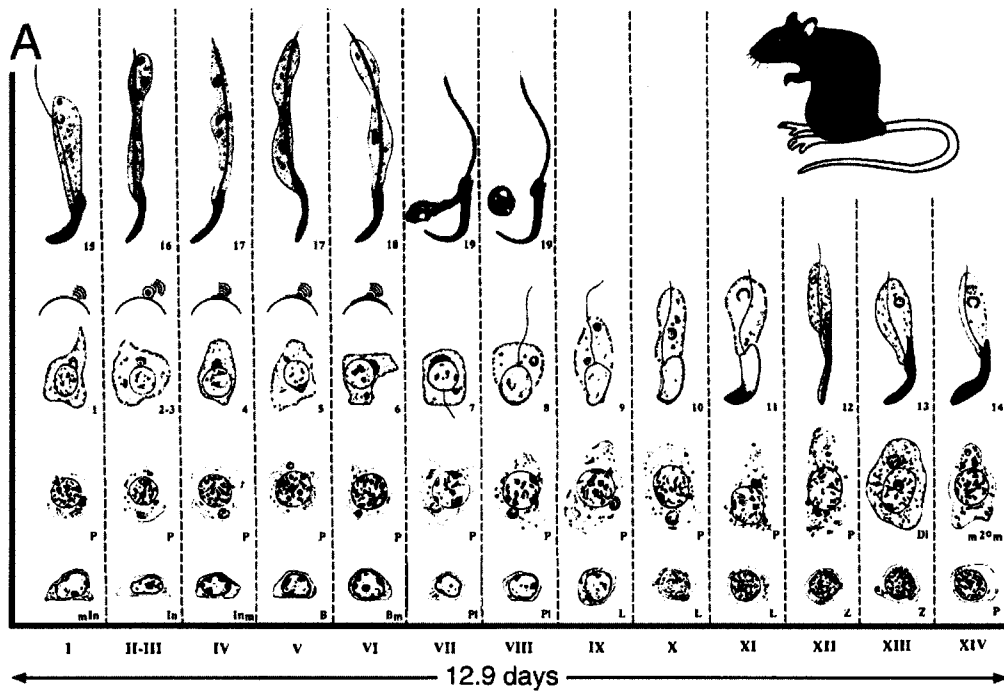 A
15 16 17 17 18 19 19
1 2-3 4 5 6 7 8 9 10 11 12 13 14
P P P P P P P P P P P Di m2°m
mIn In Inm B Bm Pl Pl L L L Z Z P
I II-III IV V VI VII VIII IX X XI XII XIII XIV
12.9 days